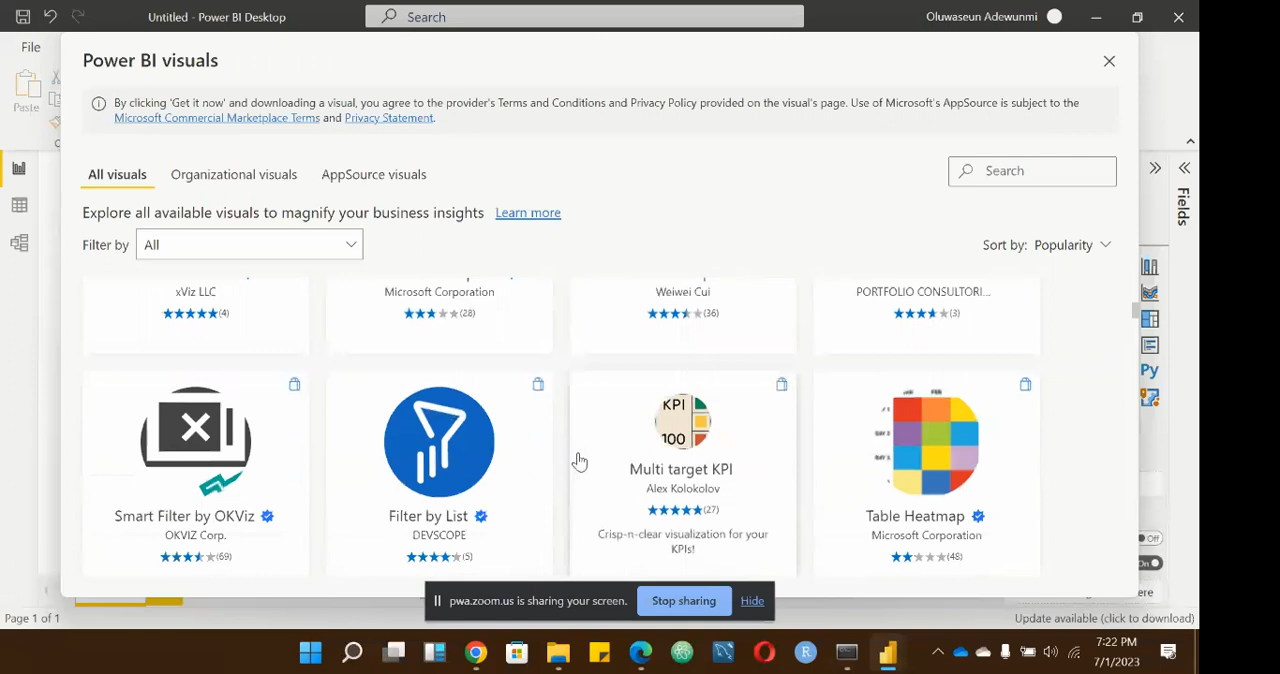 Untitled - Power BI Desktop
Search
Oluwaseun Adewunmi
File
Paste
Power BI visuals
By clicking 'Get it now' and downloading a visual, you agree to the provider's Terms and Conditions and Privacy Policy provided on the visual's page. Use of Microsoft's AppSource is subject to the
Microsoft Commercial Marketplace Terms and Privacy Statement.
All visuals
Organizational visuals
AppSource visuals
Search
Explore all available visuals to magnify your business insights Learn more
Filter by
All
Sort by: Popularity
Fields
xViz LLC
(4)
Microsoft Corporation
(28)
Weiwei Cui
(36)
PORTFOLIO CONSULTORI...
(3)
Smart Filter by OKViz
OKVIZ Corp.
(69)
Filter by List
DEVSCOPE
(5)
KPI
100
Multi target KPI
Alex Kolokolov
(27)
Crisp-n-clear visualization for your
KPIs!
Table Heatmap
Microsoft Corporation
(48)
Py
Off
On
ere
pwa.zoom.us is sharing your screen.
Stop sharing
Hide
Page 1 of 1
Update available (click to download)
R
7:22 PM
7/1/2023